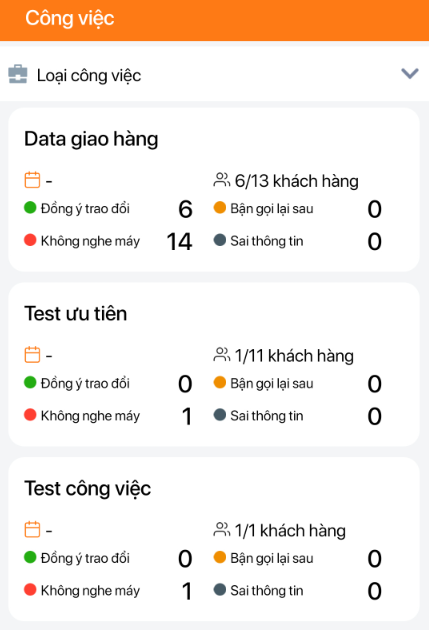 Công việc
Loại công việc
Data giao hàng
- 6/13 khách hàng
Đồng ý trao đổi 6 Bận gọi lại sau 0
Không nghe máy 14 Sai thông tin 0
Test ưu tiên
- 1/11 khách hàng
Đồng ý trao đổi 0 Bận gọi lại sau 0
Không nghe máy 1 Sai thông tin 0
Test công việc
- 1/1 khách hàng
Đồng ý trao đổi 0 Bận gọi lại sau 0
Không nghe máy 1 Sai thông tin 0